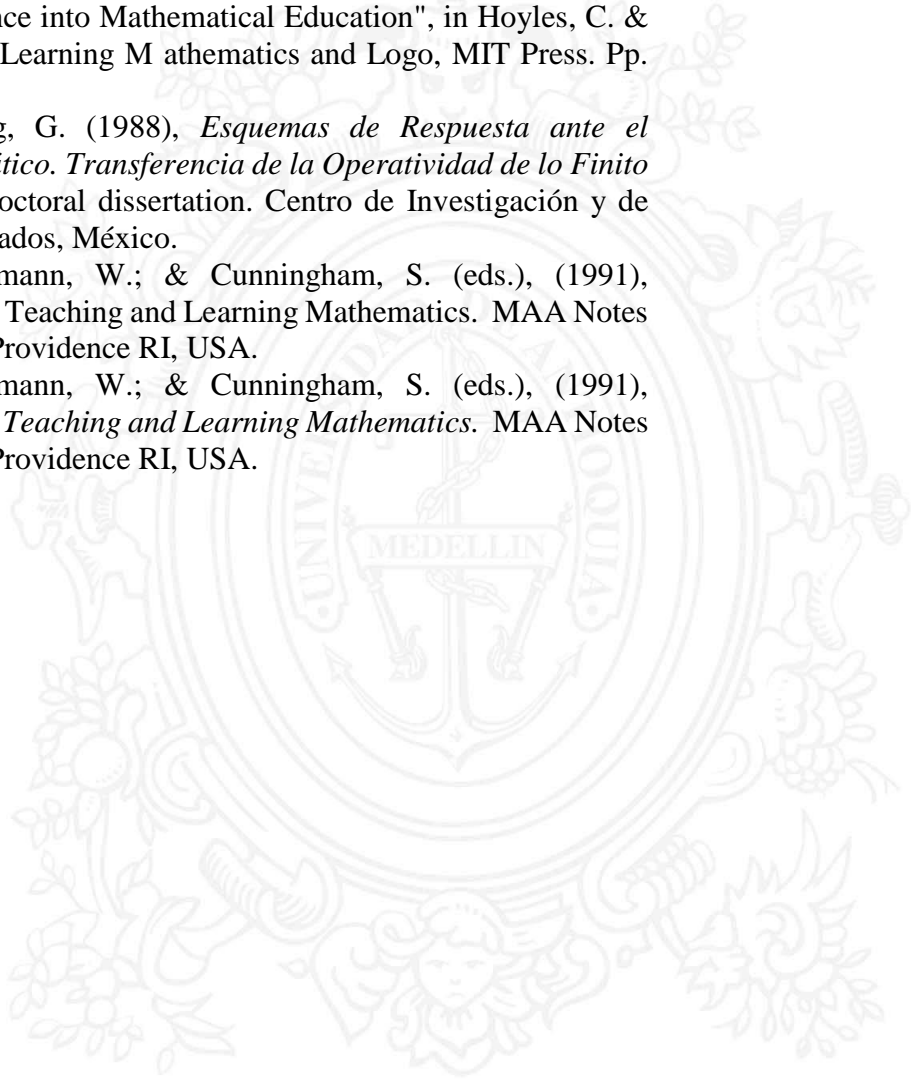 nce into Mathematical Education", in Hoyles, C. &
Learning M athematics and Logo, MIT Press. Pp.
g, G. (1988), Esquemas de Respuesta ante el
ítico. Transferencia de la Operatividad de lo Finito
octoral dissertation. Centro de Investigación y de
ados, México.
mann, W.; & Cunningham, S. (eds.), (1991),
Teaching and Learning Mathematics. MAA Notes
Providence RI, USA.
mann, W.; & Cunningham, S. (eds.), (1991),
Teaching and Learning Mathematics. MAA Notes
Providence RI, USA.
MEDELLIN